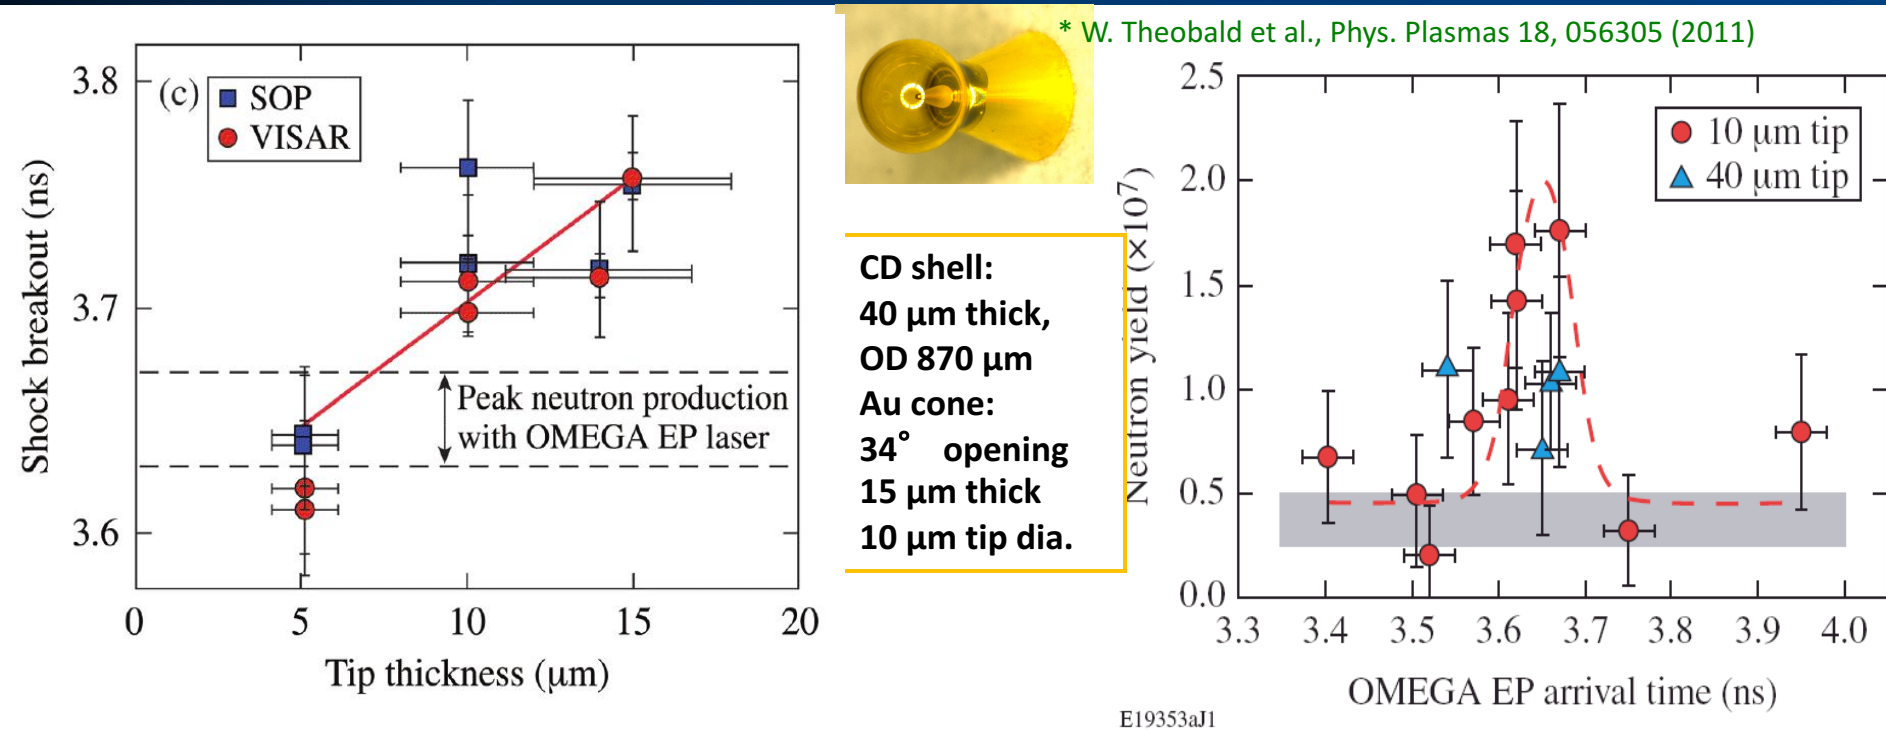 * W. Theobald et al., Phys. Plasmas 18, 056305 (2011)
(c)
SOP
VISAR
3.8
3.7
3.6
Shock breakout (ns)
Peak neutron production
with OMEGA EP laser
0 5 10 15 20
Tip thickness (μm)
CD shell:
40 μm thick,
OD 870 μm
Au cone:
34° opening
15 μm thick
10 μm tip dia.
10 μm tip
40 μm tip
2.5
2.0
1.5
1.0
0.5
0.0
Neutron yield (×10⁷)
3.3 3.4 3.5 3.6 3.7 3.8 3.9 4.0
OMEGA EP arrival time (ns)
E19353aJ1